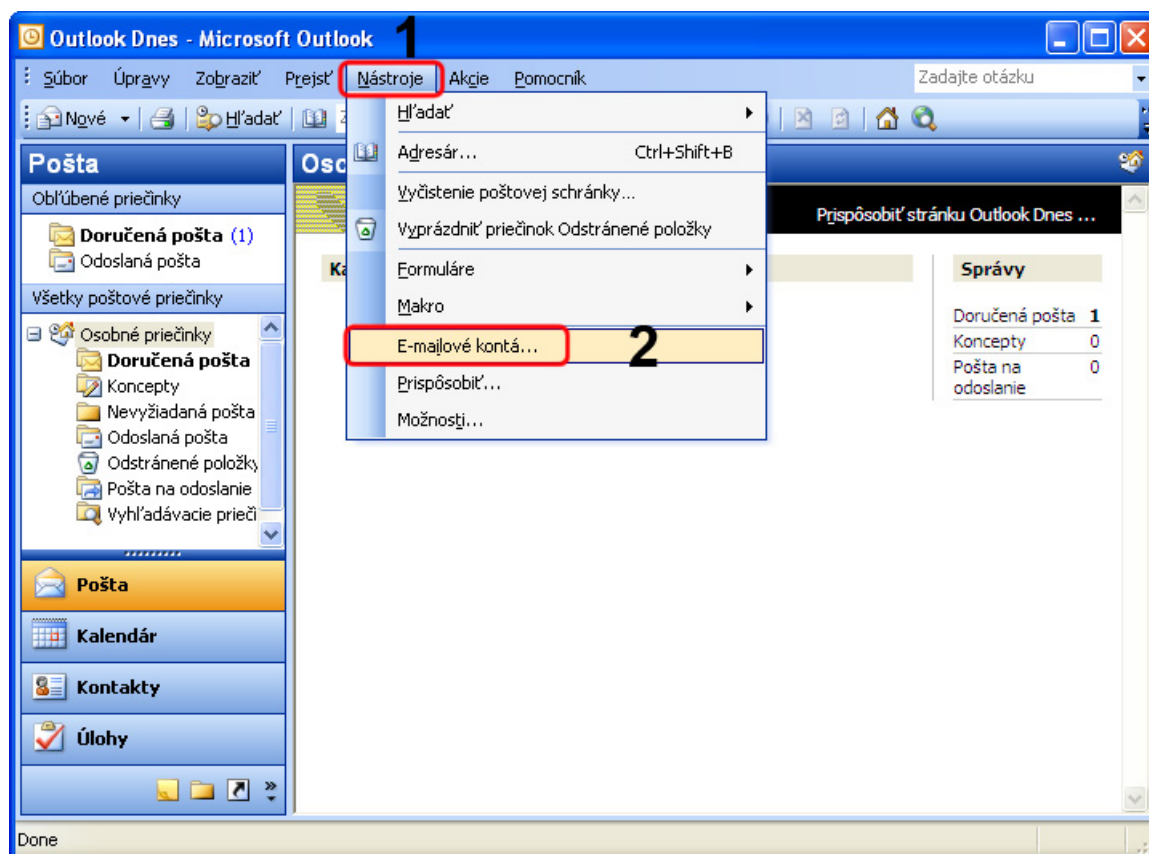 Outlook Dnes - Microsoft Outlook
1
Súbor Úpravy Zobraziť Prejsť Nástroje Akcie Pomocník Zadajte otázku
Nové Hľadať
Pošta
Obľúbené priečinky
Doručená pošta (1)
Odoslaná pošta
Všetky poštové priečinky
Osobné priečinky
Doručená pošta
Koncepty
Nevyžiadaná pošta
Odoslaná pošta
Odstránené položky
Pošta na odoslanie
Vyhľadávacie prieči
Pošta
Kalendár
Kontakty
Úlohy
Hľadať
Adresár... Ctrl+Shift+B
Vyčistenie poštovej schránky...
Vyprázdniť priečinok Odstránené položky
Formuláre
Makro
E-mailové kontá... 2
Prispôsobiť...
Možnosti...
Oso
Prispôsobiť stránku Outlook Dnes ...
Ka
Správy
Doručená pošta 1
Koncepty 0
Pošta na 0
odoslanie
Done